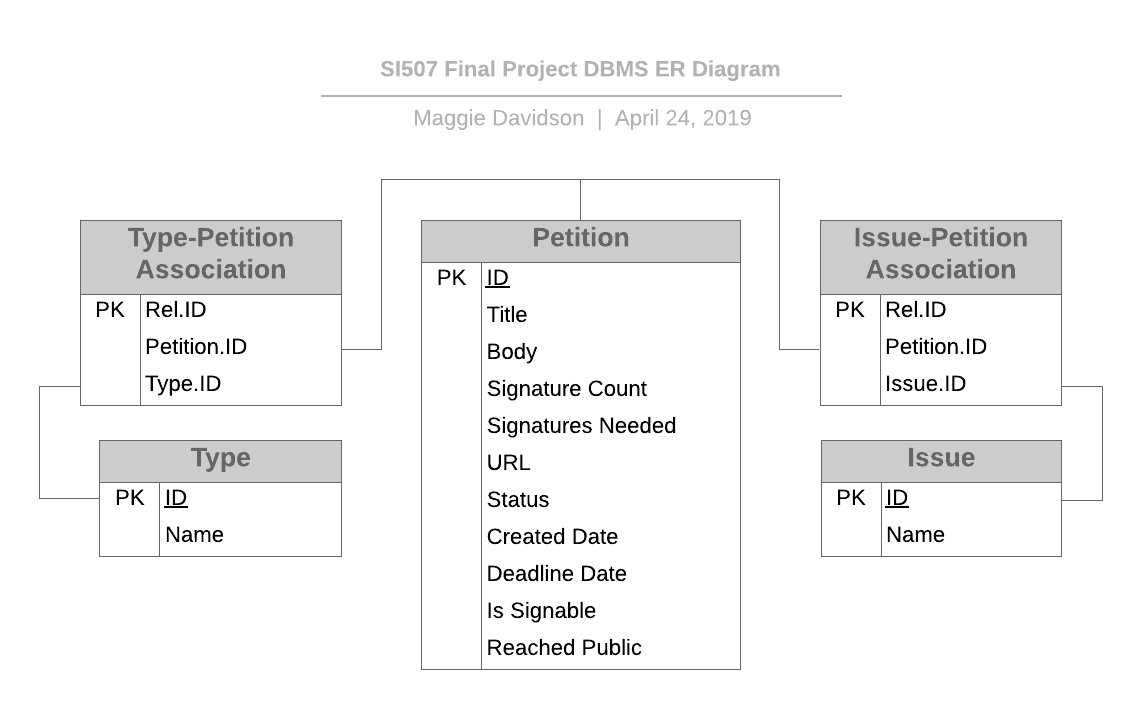 SI507 Final Project DBMS ER Diagram
Maggie Davidson | April 24, 2019
Type-Petition
Association
PK Rel.ID
Petition.ID
Type.ID
Type
PK ID
Name
Petition
PK ID
Title
Body
Signature Count
Signatures Needed
URL
Status
Created Date
Deadline Date
Is Signable
Reached Public
Issue-Petition
Association
PK Rel.ID
Petition.ID
Issue.ID
Issue
PK ID
Name